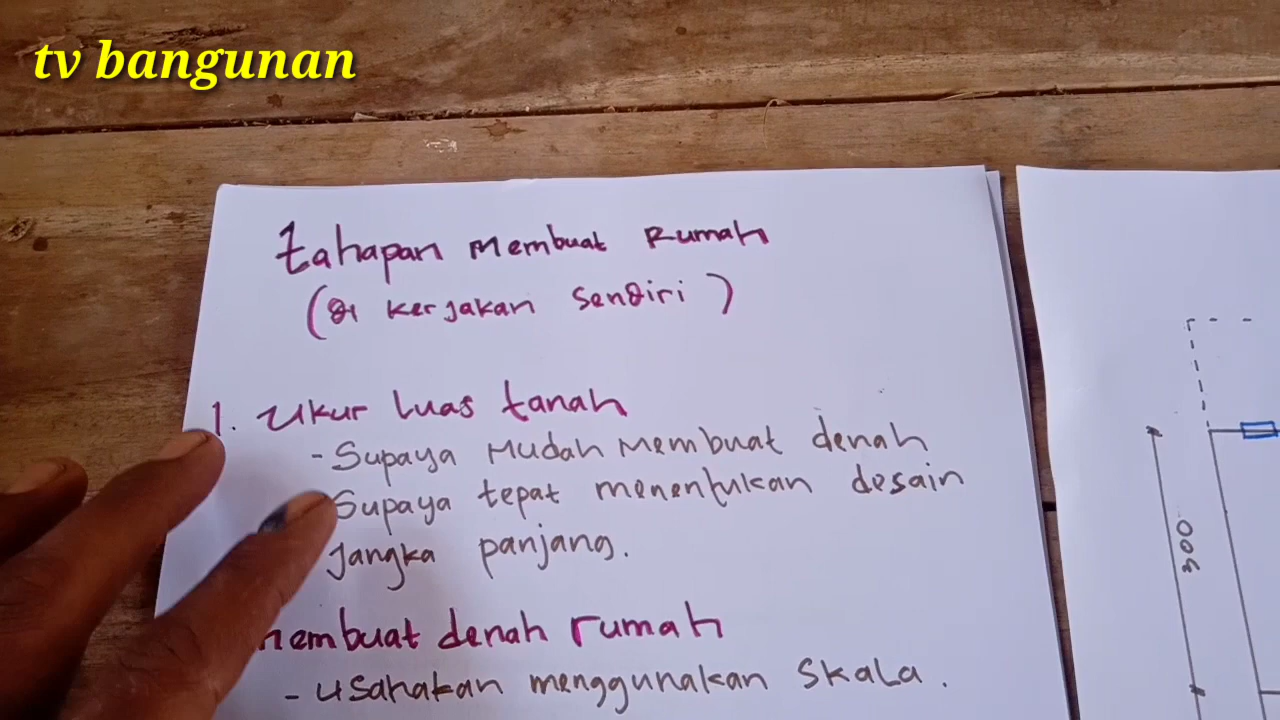 tv bangunan
tahapan membuat Rumah
(di kerjakan sendiri)
1. Ukur luas tanah
- Supaya Mudah Membuat denah
Supaya tepat menentukan desain
jangka panjang.
membuat denah rumah
- usahakan menggunakan skala.
300